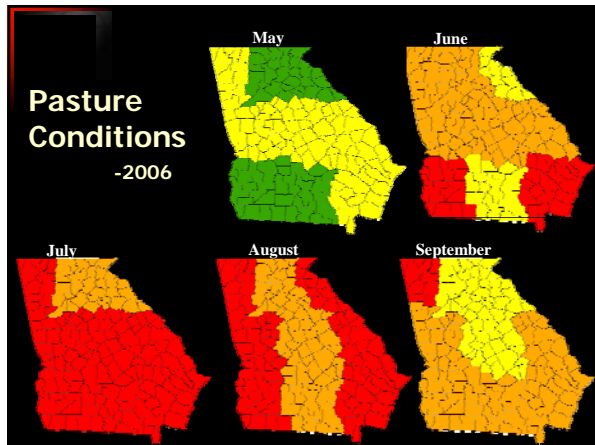 Pasture
Conditions
-2006
May
June
July
August
September